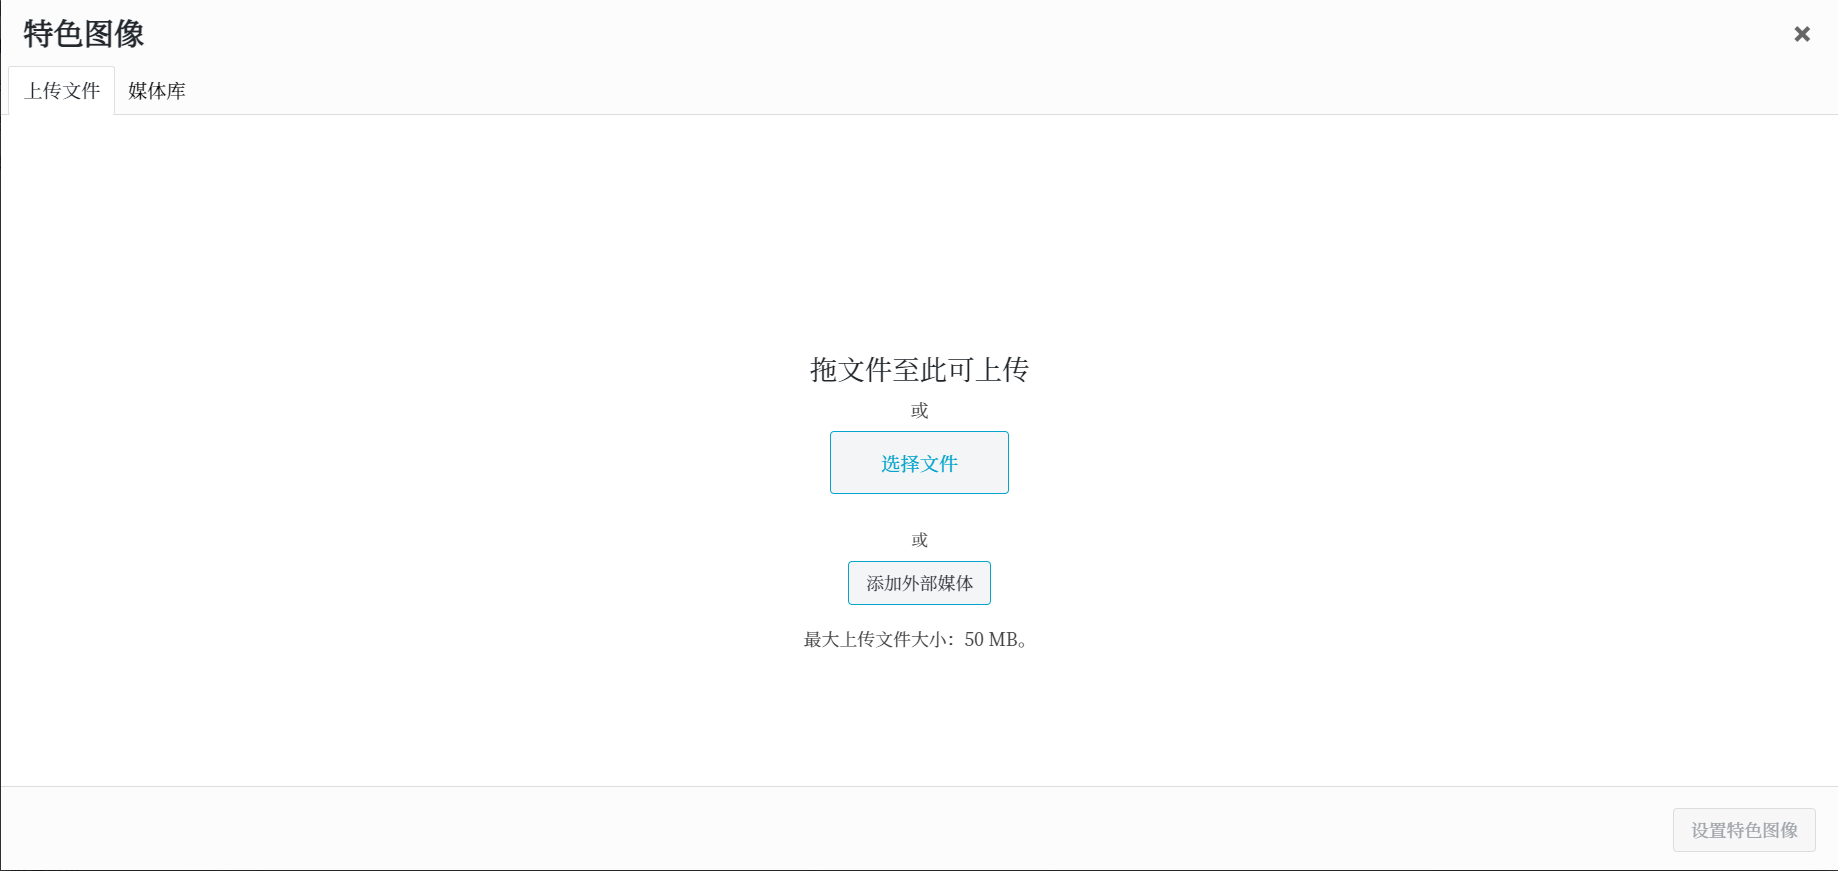 特色图像
上传文件 媒体库
拖文件至此可上传
或
选择文件
或
添加外部媒体
最大上传文件大小：50 MB。
设置特色图像